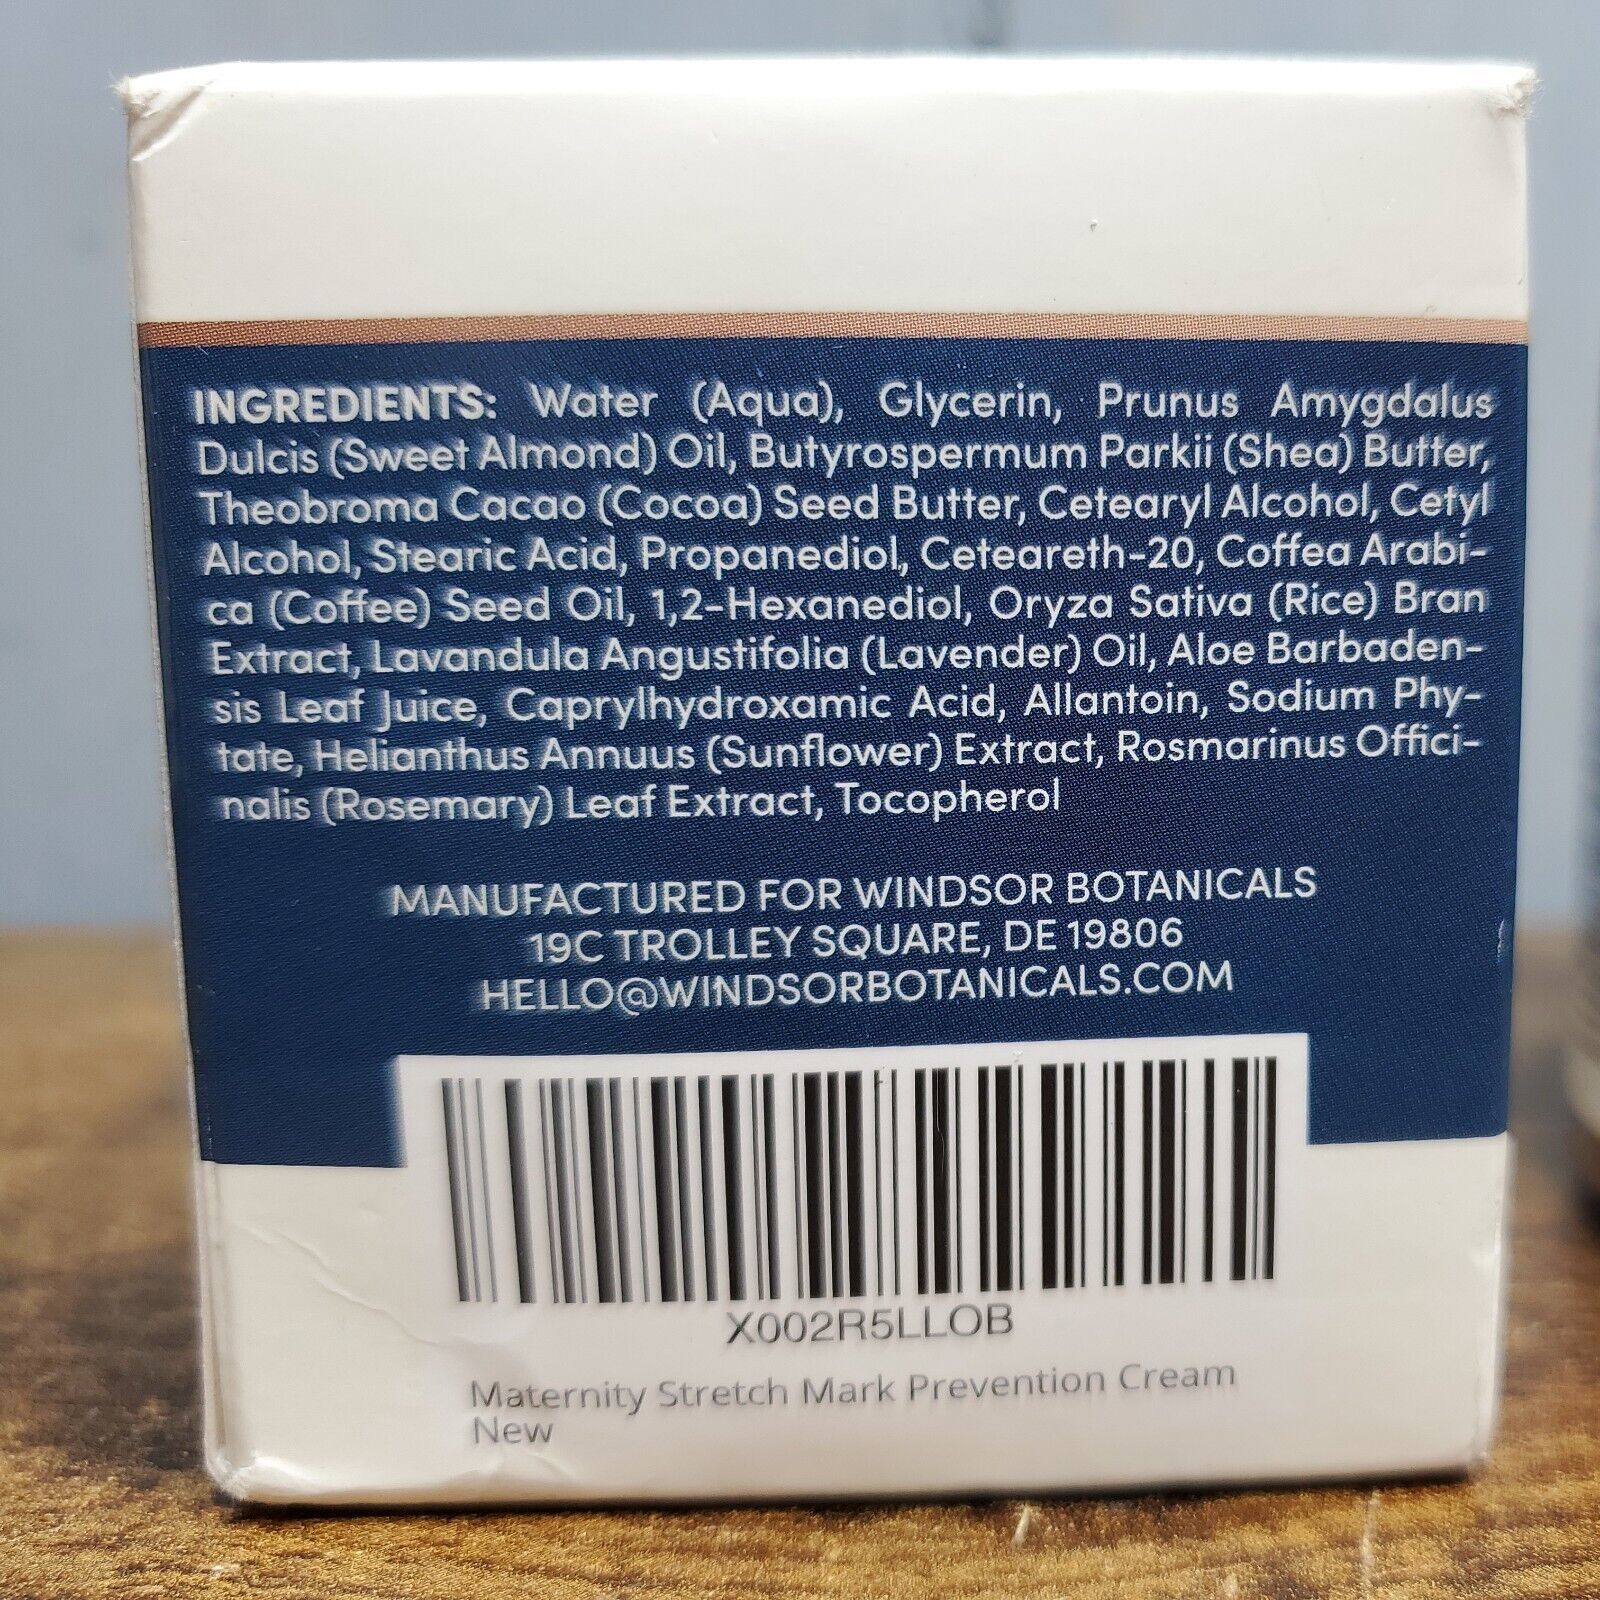 INGREDIENTS: Water (Aqua), Glycerin, Prunus Amygdalus
Dulcis (Sweet Almond) Oil, Butyrospermum Parkii (Shea) Butter,
Theobroma Cacao (Cocoa) Seed Butter, Cetearyl Alcohol, Cetyl
Alcohol, Stearic Acid, Propanediol, Ceteareth-20, Coffea Arabi-
ca (Coffee) Seed Oil, 1,2-Hexanediol, Oryza Sativa (Rice) Bran
Extract, Lavandula Angustifolia (Lavender) Oil, Aloe Barbaden-
sis Leaf Juice, Caprylhydroxamic Acid, Allantoin, Sodium Phy-
tate, Helianthus Annuus (Sunflower) Extract, Rosmarinus Offici-
nalis (Rosemary) Leaf Extract, Tocopherol
MANUFACTURED FOR WINDSOR BOTANICALS
19C TROLLEY SQUARE, DE 19806
HELLO@WINDSORBOTANICALS.COM
X002R5LLOB
Maternity Stretch Mark Prevention Cream
New